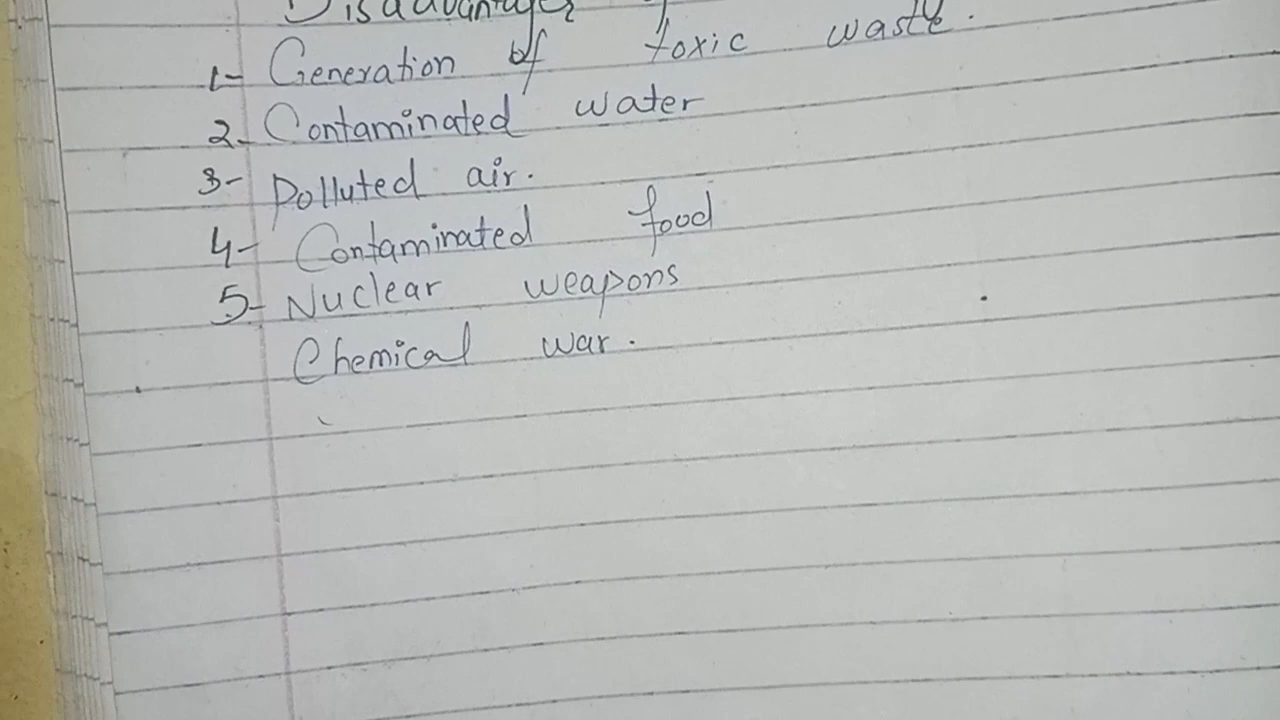 Disadvantages
1- Generation of toxic waste.
2- Contaminated water
3- Polluted air.
4- Contaminated food
5- Nuclear weapons
Chemical war.